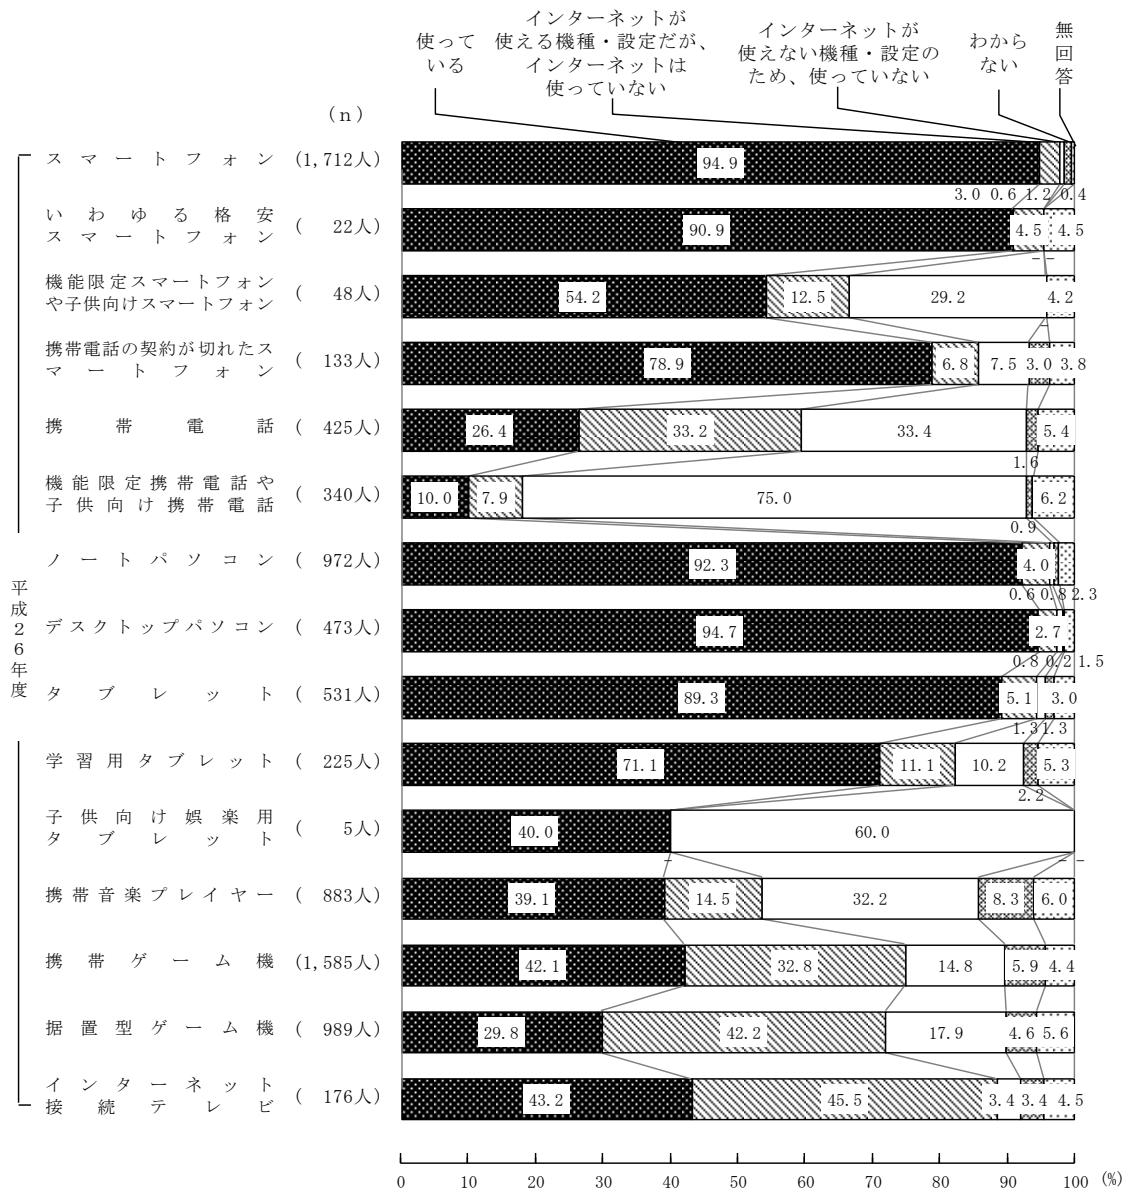 使って
いる
インターネットが
使える機種・設定だが、
インターネットは
使っていない
インターネットが
使えない機種・設定の
ため、使っていない
わから
ない
無
回
答
(n)
平成26年度
スマートフォン (1,712人) 94.9
3.0 0.6 1.2 0.4
いわゆる格安
スマートフォン ( 22人) 90.9 4.5 4.5
- -
機能限定スマートフォン
や子供向けスマートフォン ( 48人) 54.2 12.5 29.2 4.2
-
携帯電話の契約が切れたス
マートフォン ( 133人) 78.9 6.8 7.5 3.0 3.8
携帯電話 ( 425人) 26.4 33.2 33.4 5.4
1.6
機能限定携帯電話や
子供向け携帯電話 ( 340人) 10.0 7.9 75.0 6.2
0.9
ノートパソコン ( 972人) 92.3 4.0
0.6 0.8 2.3
デスクトップパソコン ( 473人) 94.7 2.7
0.8 0.2 1.5
タブレット ( 531人) 89.3 5.1 3.0
1.3 1.3
学習用タブレット ( 225人) 71.1 11.1 10.2 5.3
2.2
子供向け娯楽用
タブレット ( 5人) 40.0 60.0
- - -
携帯音楽プレイヤー ( 883人) 39.1 14.5 32.2 8.3 6.0
携帯ゲーム機 (1,585人) 42.1 32.8 14.8 5.9 4.4
据置型ゲーム機 ( 989人) 29.8 42.2 17.9 4.6 5.6
インターネット
接続テレビ ( 176人) 43.2 45.5 3.4 3.4 4.5
0 10 20 30 40 50 60 70 80 90 100 (%)